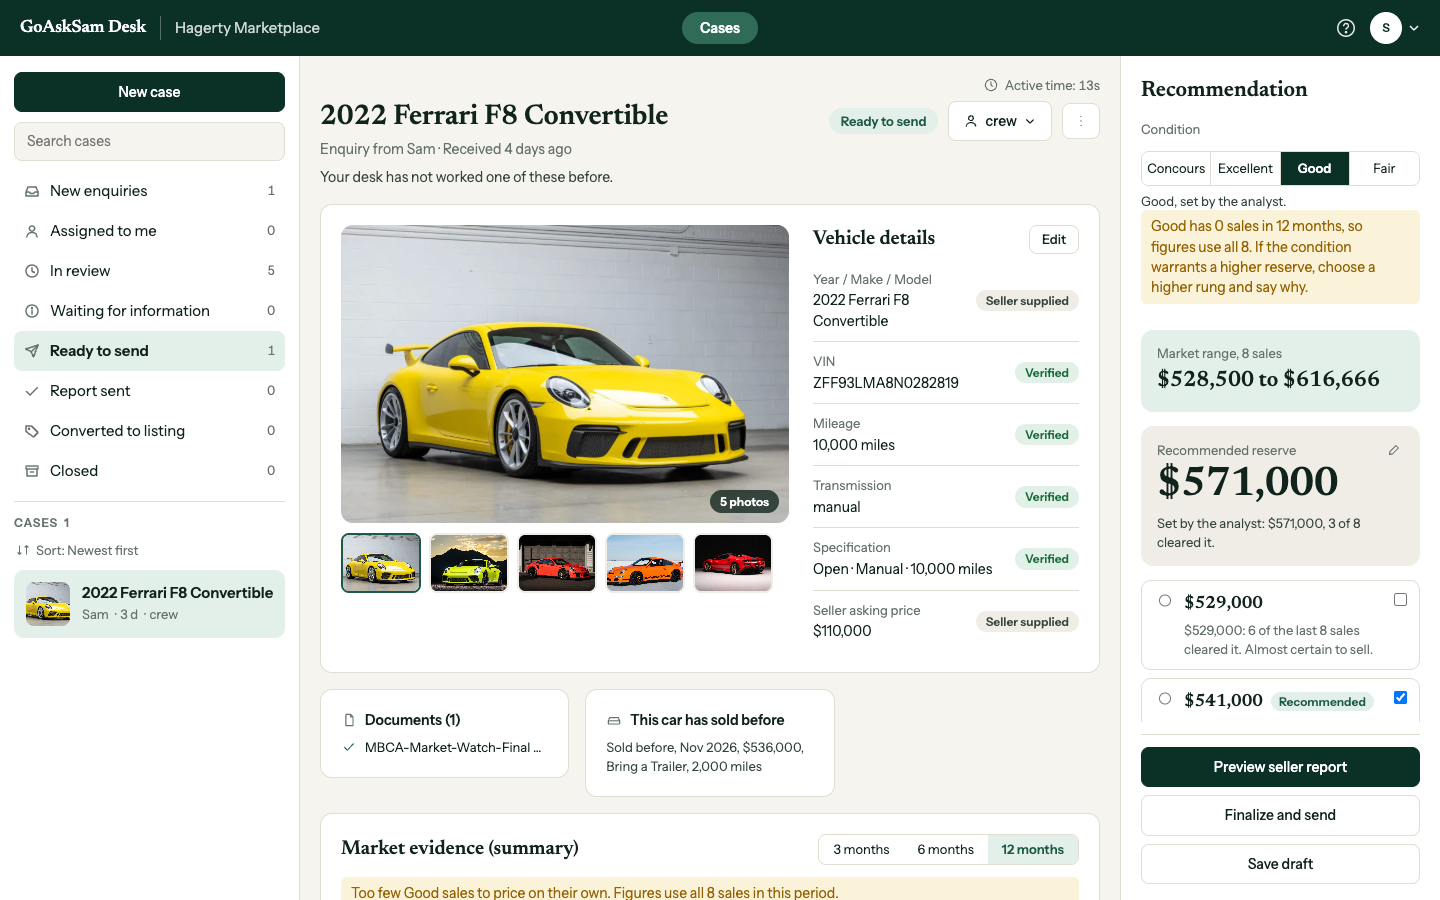 GoAskSam Desk
Hagerty Marketplace
Cases
S
New case
Search cases
New enquiries 1
Assigned to me 0
In review 5
Waiting for information 0
Ready to send 1
Report sent 0
Converted to listing 0
Closed 0
CASES 1
Sort: Newest first
2022 Ferrari F8 Convertible
Sam · 3 d · crew
Active time: 13s
2022 Ferrari F8 Convertible
Ready to send
crew
Enquiry from Sam · Received 4 days ago
Your desk has not worked one of these before.
5 photos
Vehicle details
Edit
Year / Make / Model
2022 Ferrari F8
Convertible
Seller supplied
VIN
ZFF93LMA8N0282819
Verified
Mileage
10,000 miles
Verified
Transmission
manual
Verified
Specification
Open · Manual · 10,000 miles
Verified
Seller asking price
$110,000
Seller supplied
Documents (1)
MBCA-Market-Watch-Final ...
This car has sold before
Sold before, Nov 2026, $536,000,
Bring a Trailer, 2,000 miles
Market evidence (summary)
3 months
6 months
12 months
Too few Good sales to price on their own. Figures use all 8 sales in this period.
Recommendation
Condition
Concours
Excellent
Good
Fair
Good, set by the analyst.
Good has 0 sales in 12 months, so
figures use all 8. If the condition
warrants a higher reserve, choose a
higher rung and say why.
Market range, 8 sales
$528,500 to $616,666
Recommended reserve
$571,000
Set by the analyst: $571,000, 3 of 8
cleared it.
$529,000
$529,000: 6 of the last 8 sales
cleared it. Almost certain to sell.
$541,000
Recommended
Preview seller report
Finalize and send
Save draft